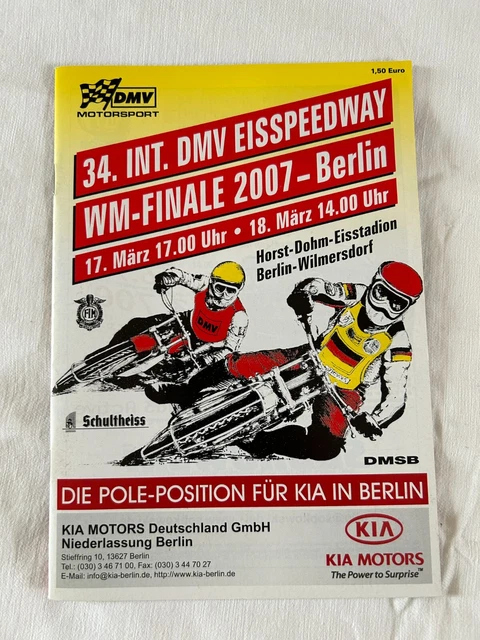 1,50 Euro
DMV
MOTORSPORT
34. INT. DMV EISSPEEDWAY
WM-FINALE 2007 – Berlin
17. März 17.00 Uhr • 18. März 14.00 Uhr
Horst-Dohm-Eisstadion
Berlin-Wilmersdorf
FIM
DMV
Schultheiss
DMSB
DIE POLE-POSITION FÜR KIA IN BERLIN
KIA MOTORS Deutschland GmbH
Niederlassung Berlin
Stieffring 10, 13627 Berlin
Tel.: (030) 3 46 71 00, Fax: (030) 3 44 70 27
E-Mail: info@kia-berlin.de, http://www.kia-berlin.de
KIA
KIA MOTORS
The Power to Surprise™